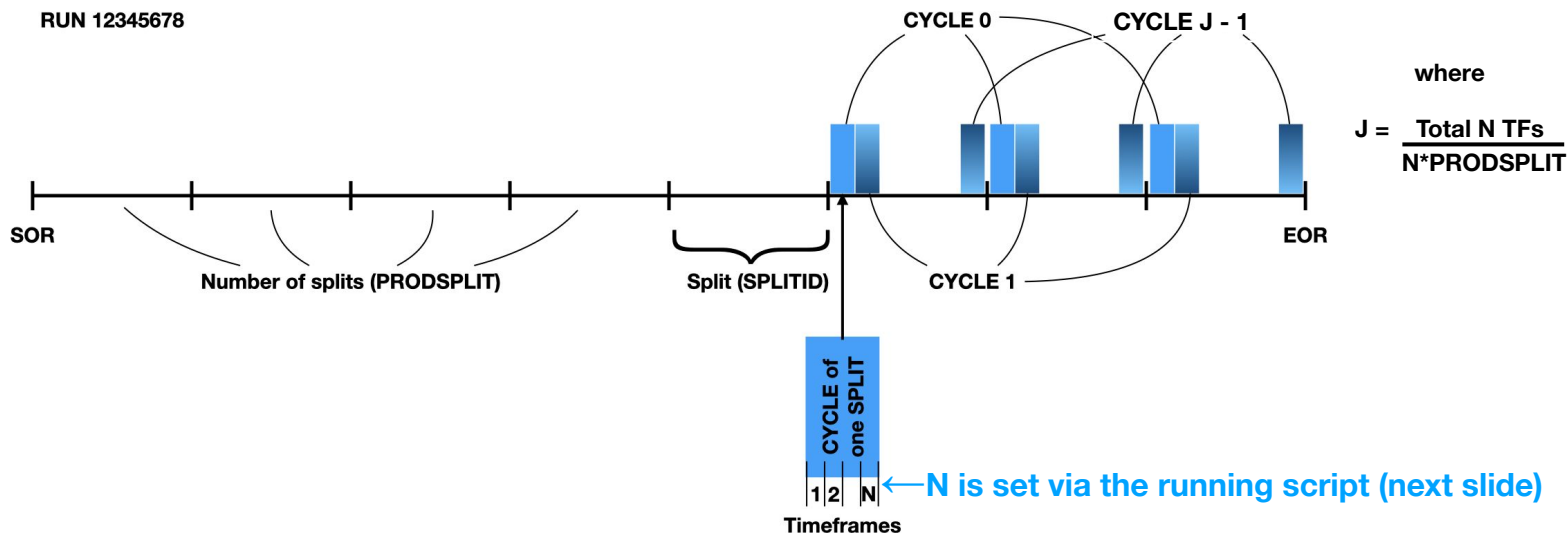 RUN 12345678
CYCLE 0
CYCLE J - 1
where
J = Total N TFs
N*PRODSPLIT
SOR
EOR
Number of splits (PRODSPLIT)
Split (SPLITID)
CYCLE 1
CYCLE of
one SPLIT
1 2 N
←N is set via the running script (next slide)
Timeframes